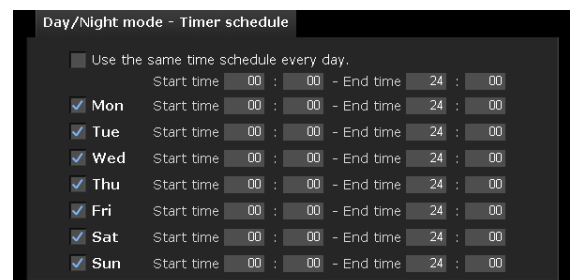 Day/Night mode - Timer schedule
Use the same time schedule every day.
Start time 00 : 00 - End time 24 : 00
Mon Start time 00 : 00 - End time 24 : 00
Tue Start time 00 : 00 - End time 24 : 00
Wed Start time 00 : 00 - End time 24 : 00
Thu Start time 00 : 00 - End time 24 : 00
Fri Start time 00 : 00 - End time 24 : 00
Sat Start time 00 : 00 - End time 24 : 00
Sun Start time 00 : 00 - End time 24 : 00